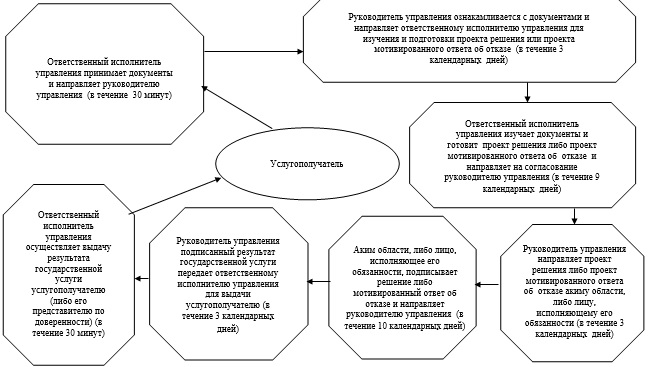 Ответственный исполнитель
управления принимает документы
и направляет руководителю
управления (в течение 30 минут)
Руководитель управления ознакамливается с документами и
направляет ответственному исполнителю управления для
изучения и подготовки проекта решения или проекта
мотивированного ответа об отказе (в течение 3
календарных дней)
Ответственный исполнитель
управления изучает документы и
готовит проект решения либо проект
мотивированного ответа об отказе и
направляет на согласование
руководителю управления (в течение 9
календарных дней)
Услугополучатель
Руководитель управления
направляет проект
решения либо проект
мотивированного ответа
об отказе акиму области,
либо лицу,
исполняющему его
обязанности (в течение 3
календарных дней)
Аким области, либо лицо,
исполняющее его
обязанности, подписывает
решение либо
мотивированный ответ об
отказе и направляет
руководителю управления (в
течение 10 календарных дней)
Руководитель управления
подписанный результат
государственной услуги
передает ответственному
исполнителю управления
для выдачи
услугополучателю (в
течение 3 календарных
дней)
Ответственный
исполнитель
управления
осуществляет выдачу
результата
государственной
услуги
услугополучателю
(либо его
представителю по
доверенности) (в
течение 30 минут)